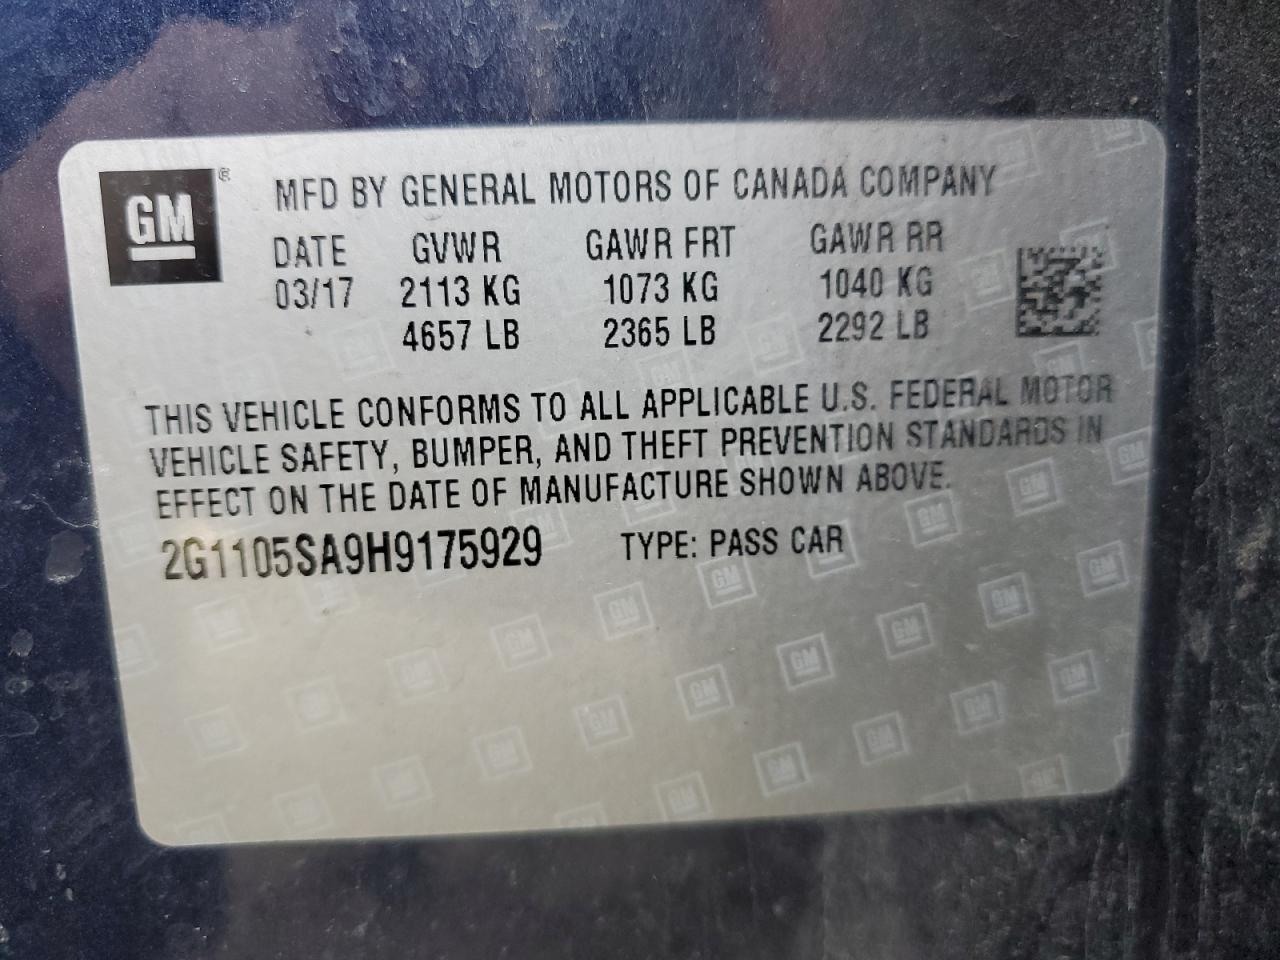 GM ®
MFD BY GENERAL MOTORS OF CANADA COMPANY
DATE GVWR GAWR FRT GAWR RR
03/17 2113 KG 1073 KG 1040 KG
4657 LB 2365 LB 2292 LB
THIS VEHICLE CONFORMS TO ALL APPLICABLE U.S. FEDERAL MOTOR
VEHICLE SAFETY, BUMPER, AND THEFT PREVENTION STANDARDS IN
EFFECT ON THE DATE OF MANUFACTURE SHOWN ABOVE.
2G1105SA9H9175929 TYPE: PASS CAR